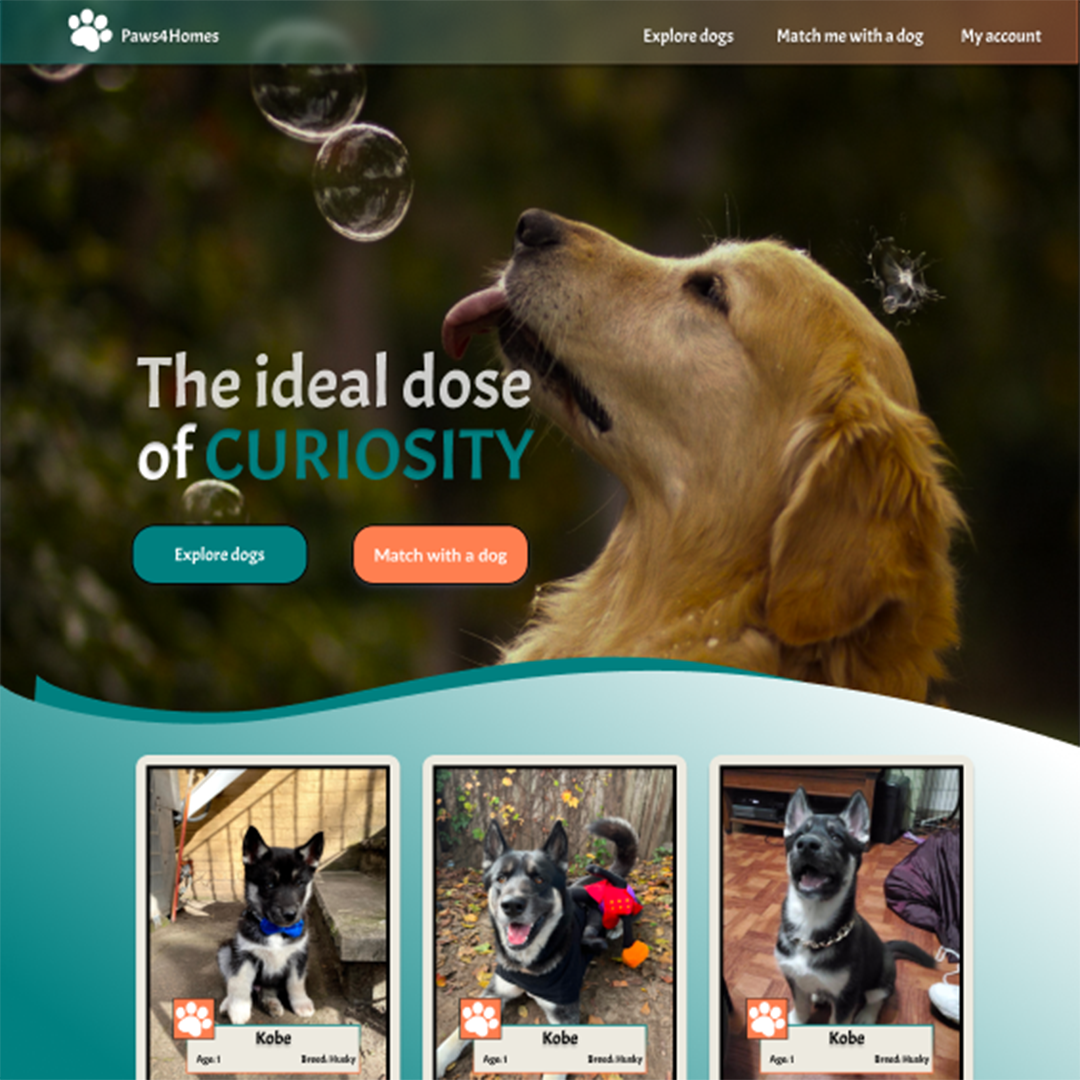 Paws4Homes
Explore dogs
Match me with a dog
My account
The ideal dose
of CURIOSITY
Explore dogs
Match with a dog
Kobe
Age: 1
Breed: Husky
Kobe
Age: 1
Breed: Husky
Kobe
Age: 1
Breed: Husky